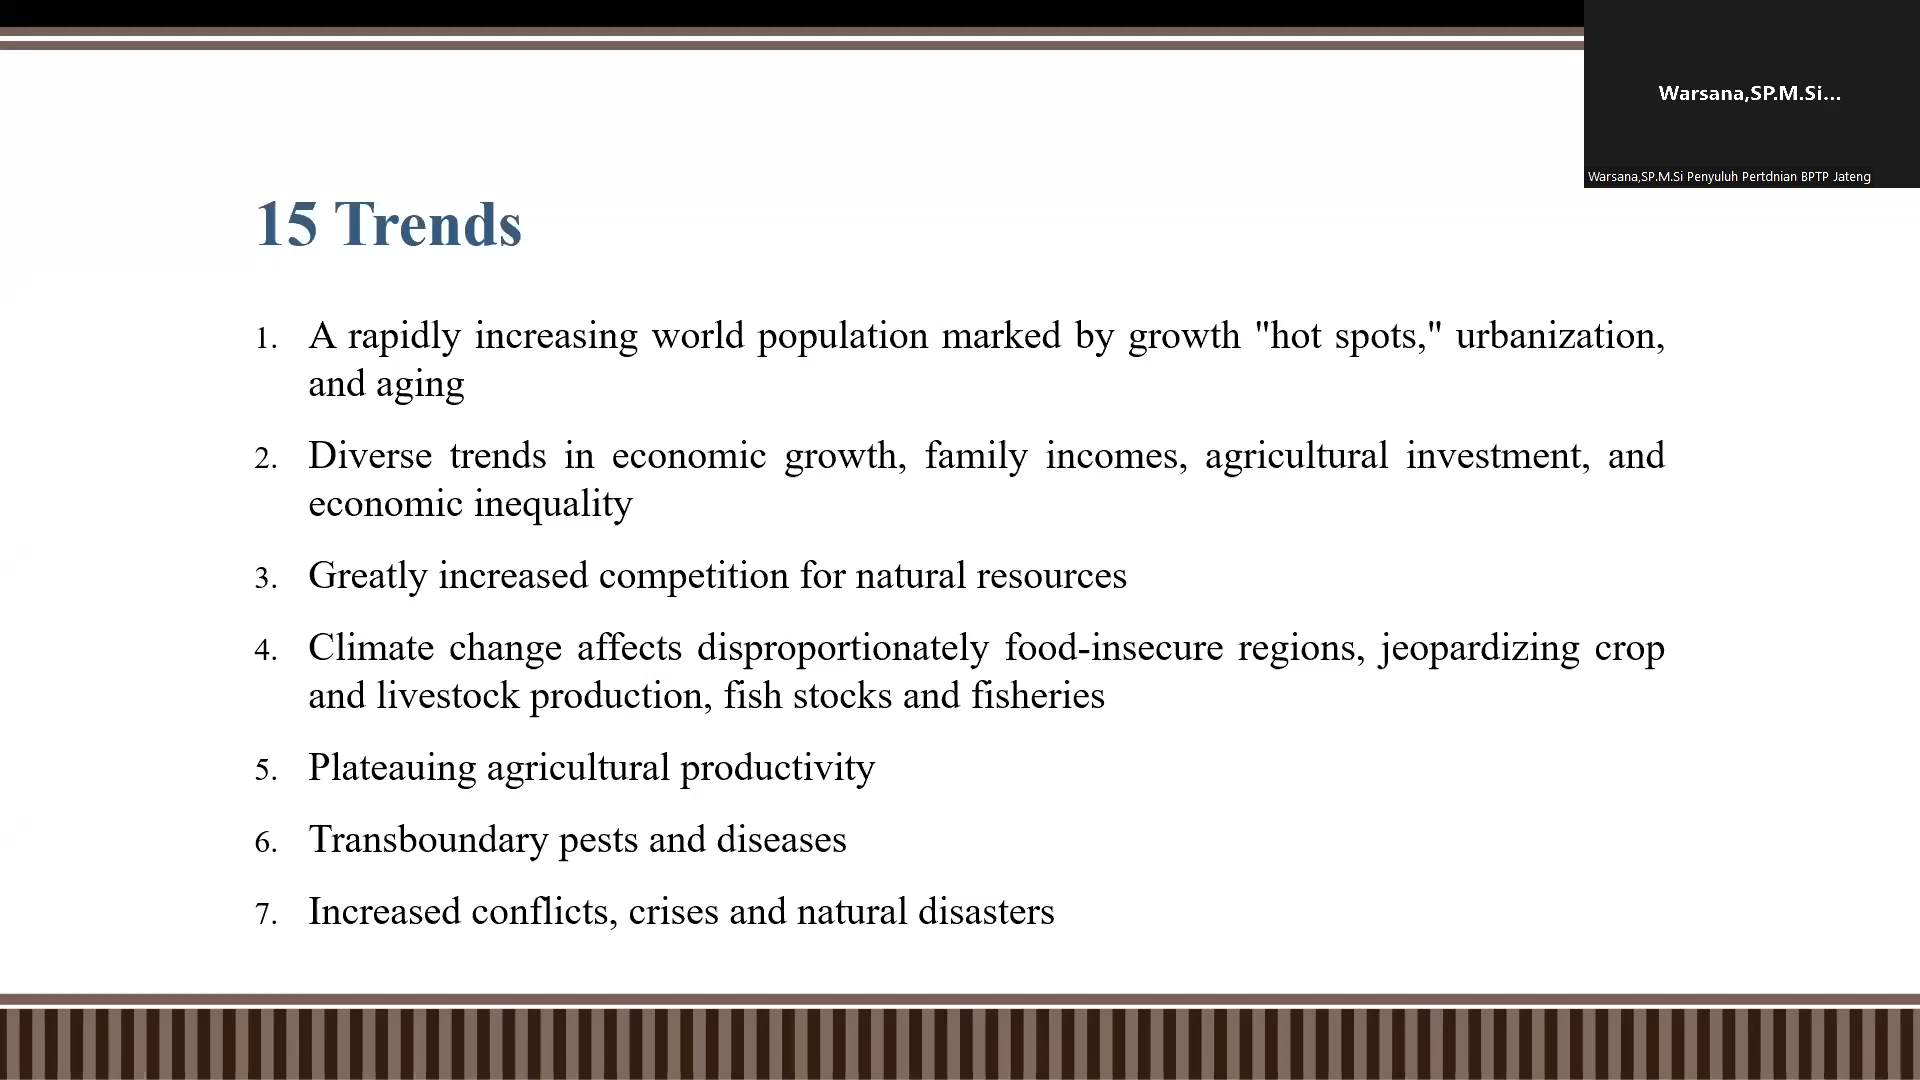 Warsana,SP.M.Si...
Warsana,SP.M.Si Penyuluh Pertdnian BPTP Jateng
15 Trends
1. A rapidly increasing world population marked by growth "hot spots," urbanization,
and aging
2. Diverse trends in economic growth, family incomes, agricultural investment, and
economic inequality
3. Greatly increased competition for natural resources
4. Climate change affects disproportionately food-insecure regions, jeopardizing crop
and livestock production, fish stocks and fisheries
5. Plateauing agricultural productivity
6. Transboundary pests and diseases
7. Increased conflicts, crises and natural disasters